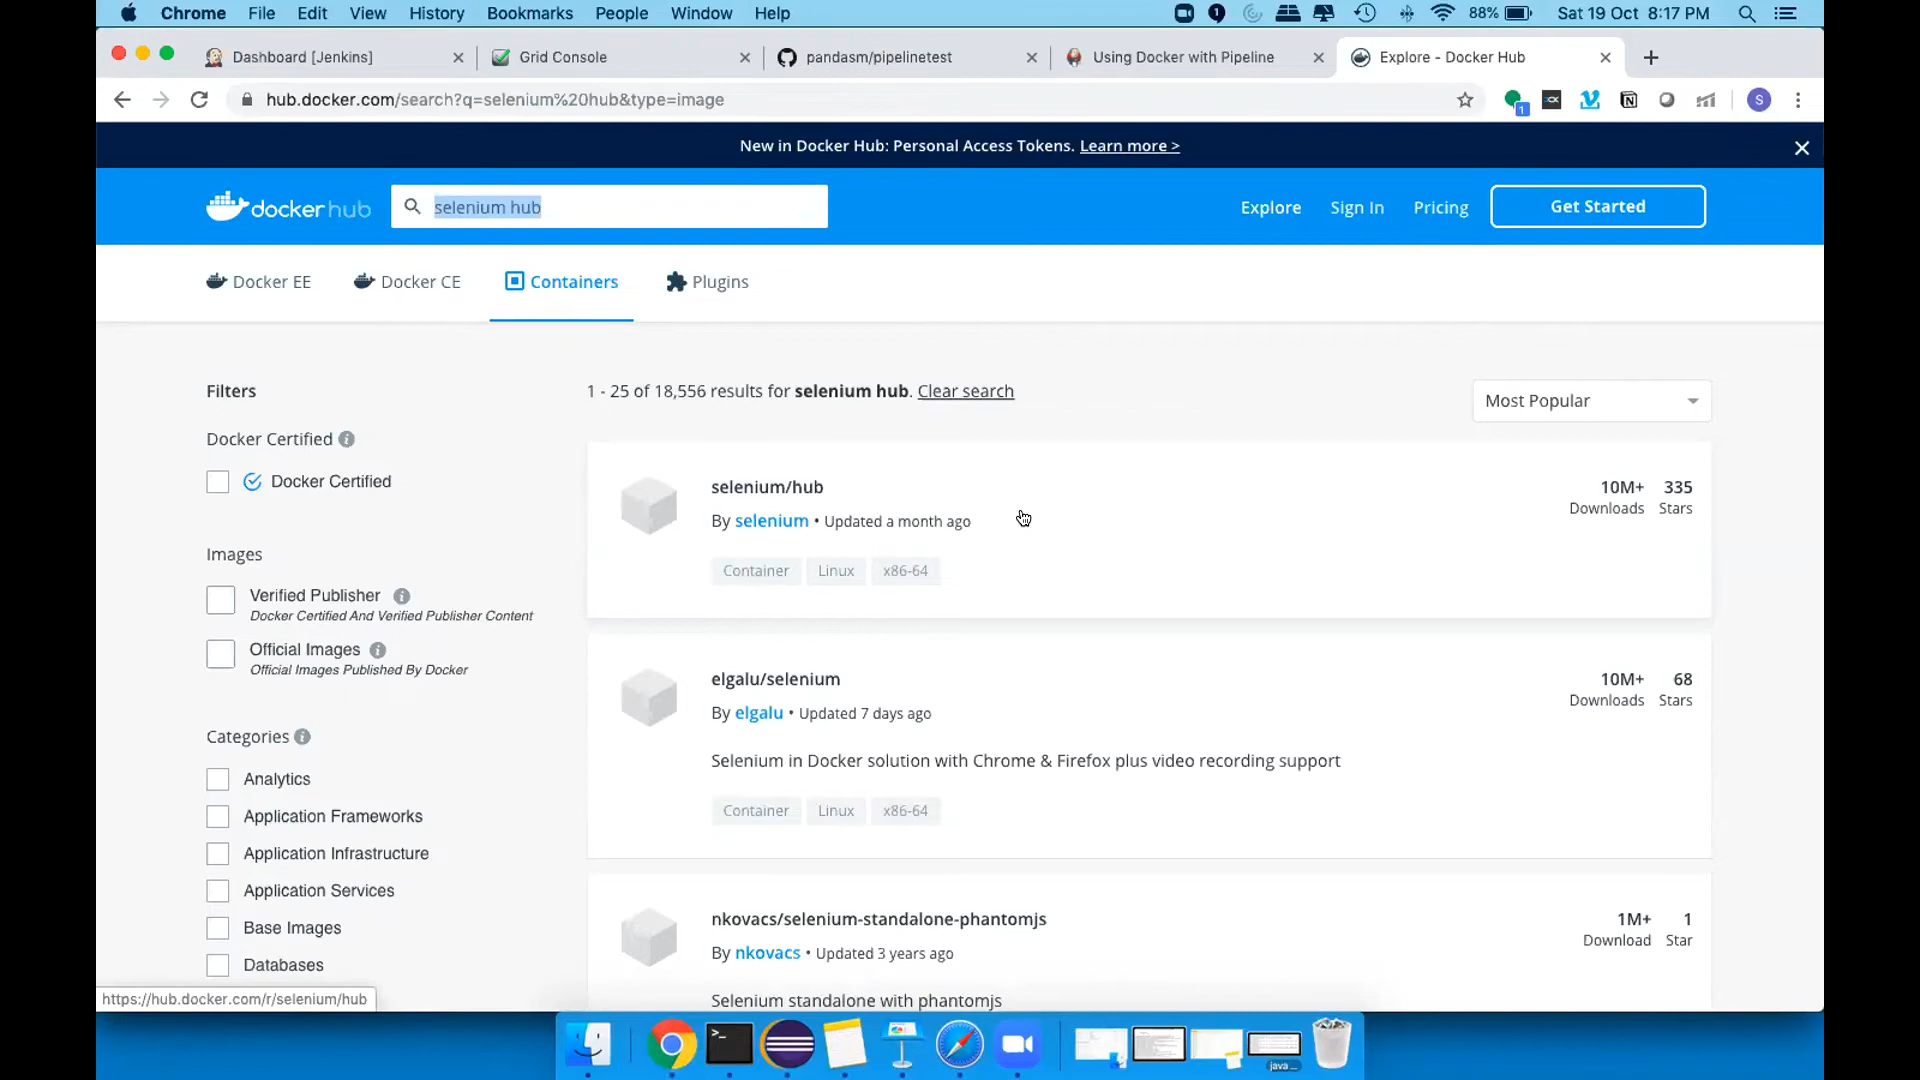 Chrome File Edit View History Bookmarks People Window Help 88% Sat 19 Oct 8:17 PM
Dashboard [Jenkins] Grid Console pandasm/pipelinetest Using Docker with Pipeline Explore - Docker Hub
hub.docker.com/search?q=selenium%20hub&type=image
New in Docker Hub: Personal Access Tokens. Learn more >
dockerhub selenium hub Explore Sign In Pricing Get Started
Docker EE Docker CE Containers Plugins
Filters
1 - 25 of 18,556 results for selenium hub. Clear search
Most Popular
Docker Certified
Docker Certified
Images
Verified Publisher
Docker Certified And Verified Publisher Content
Official Images
Official Images Published By Docker
Categories
Analytics
Application Frameworks
Application Infrastructure
Application Services
Base Images
Databases
selenium/hub
By selenium • Updated a month ago
Container Linux x86-64
10M+ 335
Downloads Stars
elgalu/selenium
By elgalu • Updated 7 days ago
Selenium in Docker solution with Chrome & Firefox plus video recording support
Container Linux x86-64
10M+ 68
Downloads Stars
nkovacs/selenium-standalone-phantomjs
By nkovacs • Updated 3 years ago
Selenium standalone with phantomjs
1M+ 1
Download Star
https://hub.docker.com/r/selenium/hub
java ...